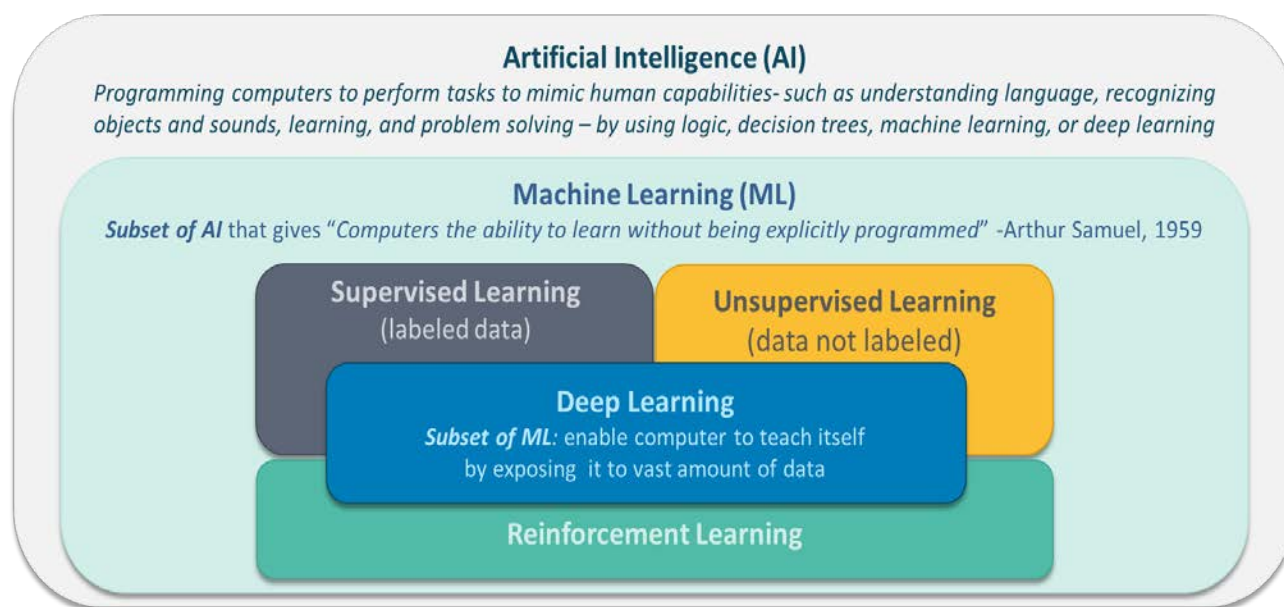 Artificial Intelligence (AI)
Programming computers to perform tasks to mimic human capabilities- such as understanding language, recognizing
objects and sounds, learning, and problem solving – by using logic, decision trees, machine learning, or deep learning
Machine Learning (ML)
Subset of AI that gives “Computers the ability to learn without being explicitly programmed” -Arthur Samuel, 1959
Supervised Learning
(labeled data)
Unsupervised Learning
(data not labeled)
Deep Learning
Subset of ML: enable computer to teach itself
by exposing it to vast amount of data
Reinforcement Learning